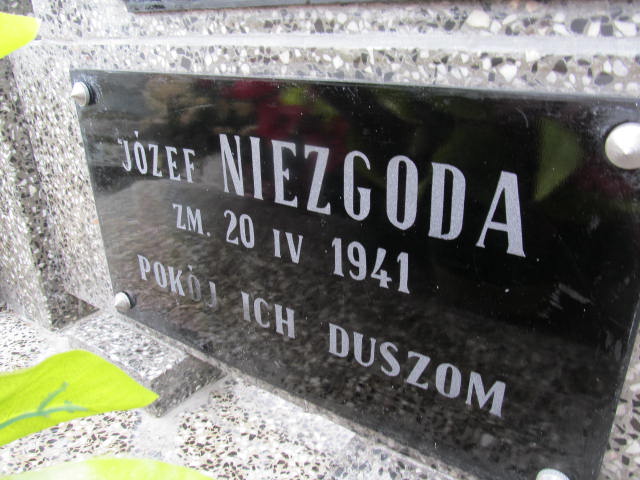 JÓZEF NIEZGODA
ZM. 20 IV 1941
POKÓJ ICH DUSZOM